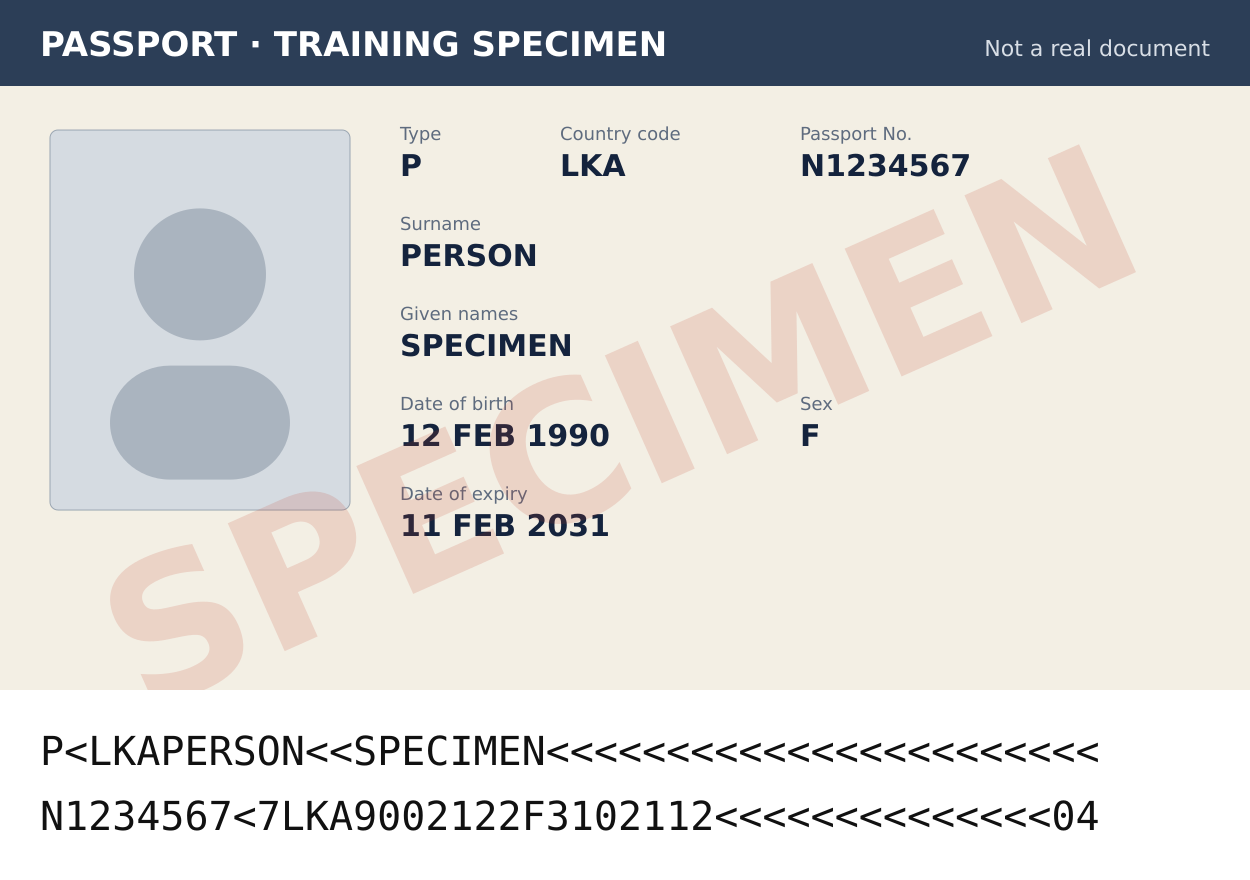 PASSPORT · TRAINING SPECIMEN
Not a real document
Type Country code Passport No.
P LKA N1234567
Surname
PERSON
Given names
SPECIMEN
Date of birth Sex
12 FEB 1990 F
Date of expiry
11 FEB 2031
SPECIMEN
P<LKAPERSON<<SPECIMEN<<<<<<<<<<<<<<<<<<<<<<<
N1234567<7LKA9002122F3102112<<<<<<<<<<<<<<04